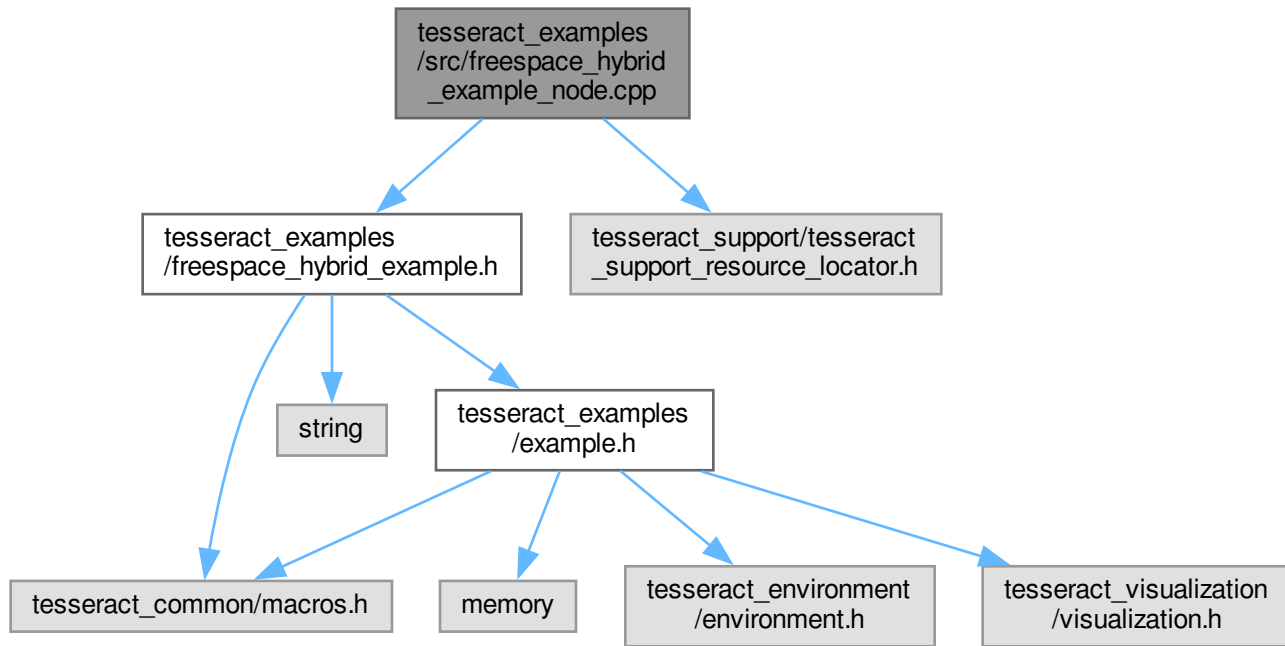 tesseract_examples
/src/freespace_hybrid
_example_node.cpp
tesseract_examples
/freespace_hybrid_example.h
tesseract_support/tesseract
_support_resource_locator.h
string
tesseract_examples
/example.h
tesseract_common/macros.h
memory
tesseract_environment
/environment.h
tesseract_visualization
/visualization.h